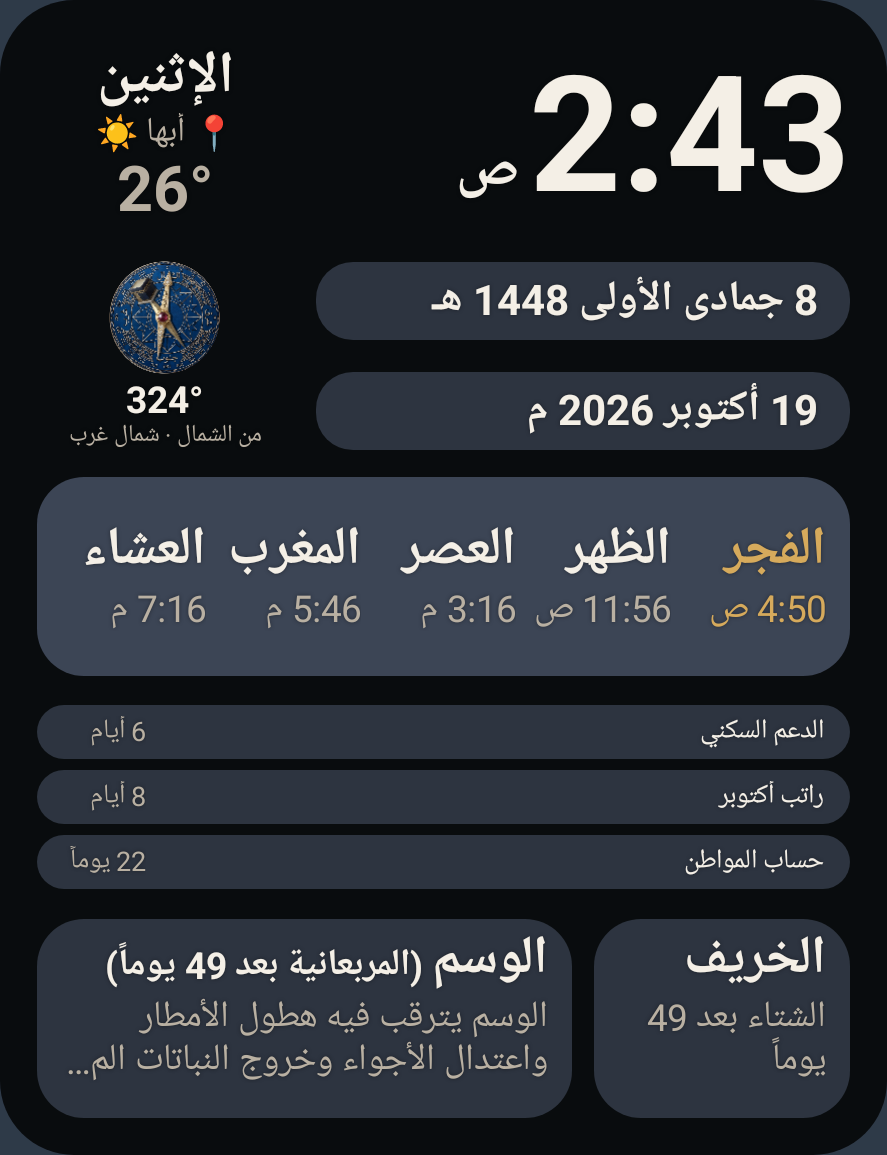 2:43 ص
الإثنين
📍 أبها ☀️
26°
8 جمادى الأولى 1448 هـ
19 أكتوبر 2026 م
324°
من الشمال · شمال غرب
الفجر الظهر العصر المغرب العشاء
4:50 ص 11:56 ص 3:16 م 5:46 م 7:16 م
الدعم السكني 6 أيام
راتب أكتوبر 8 أيام
حساب المواطن 22 يوماً
الخريف
الشتاء بعد 49
يوماً
الوسم (المربعانية بعد 49 يوماً)
الوسم يترقب فيه هطول الأمطار
واعتدال الأجواء وخروج النباتات الم...